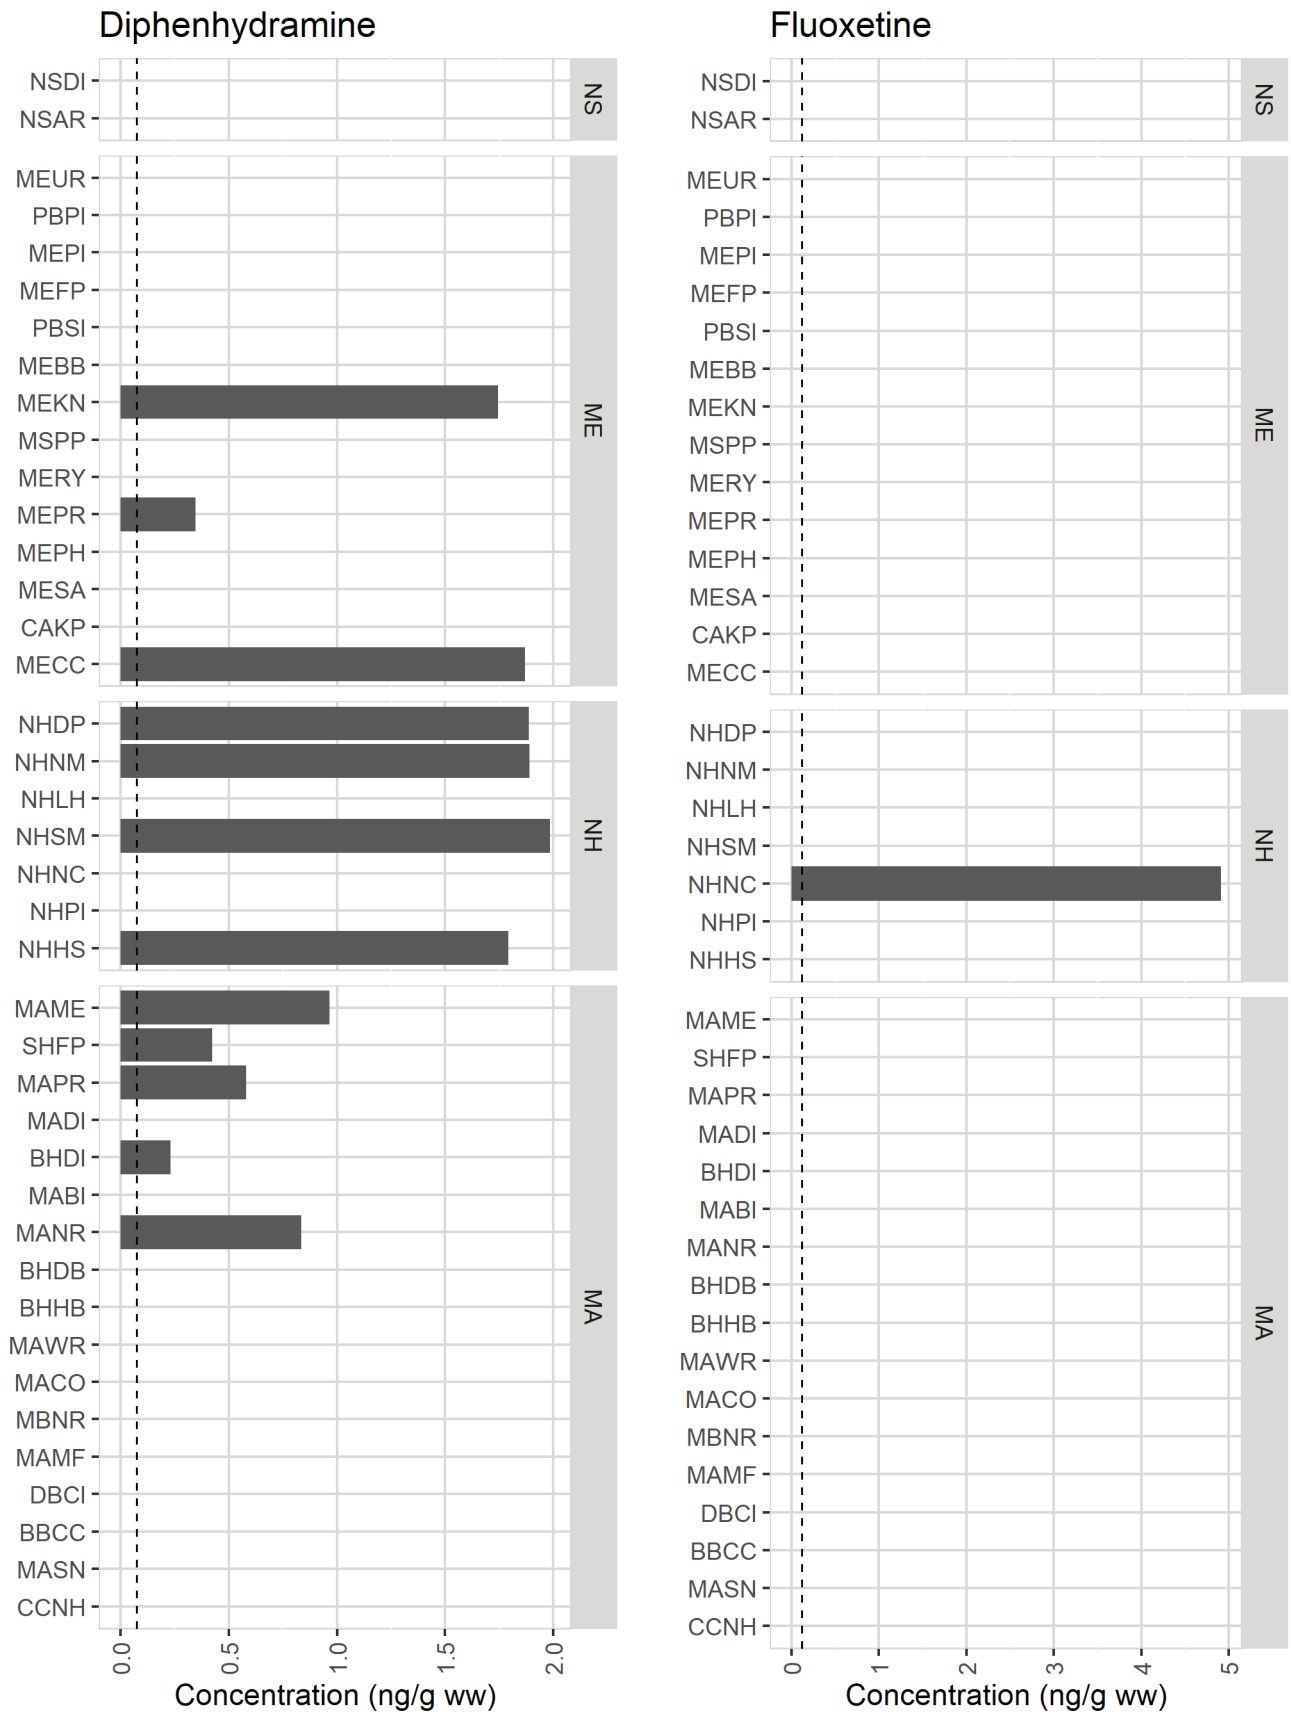 Diphenhydramine
NSDI
NSAR
NS
MEUR
PBPI
MEPI
MEFP
PBSI
MEBB
MEKN
MSPP
MERY
MEPR
MEPH
MESA
CAKP
MECC
ME
NHDP
NHNM
NHLH
NHSM
NHNC
NHPI
NHHS
NH
MAME
SHFP
MAPR
MADI
BHDI
MABI
MANR
BHDB
BHHB
MAWR
MACO
MBNR
MAMF
DBCI
BBCC
MASN
CCNH
MA
0.0 0.5 1.0 1.5 2.0
Concentration (ng/g ww)
Fluoxetine
NSDI
NSAR
NS
MEUR
PBPI
MEPI
MEFP
PBSI
MEBB
MEKN
MSPP
MERY
MEPR
MEPH
MESA
CAKP
MECC
ME
NHDP
NHNM
NHLH
NHSM
NHNC
NHPI
NHHS
NH
MAME
SHFP
MAPR
MADI
BHDI
MABI
MANR
BHDB
BHHB
MAWR
MACO
MBNR
MAMF
DBCI
BBCC
MASN
CCNH
MA
0 1 2 3 4 5
Concentration (ng/g ww)